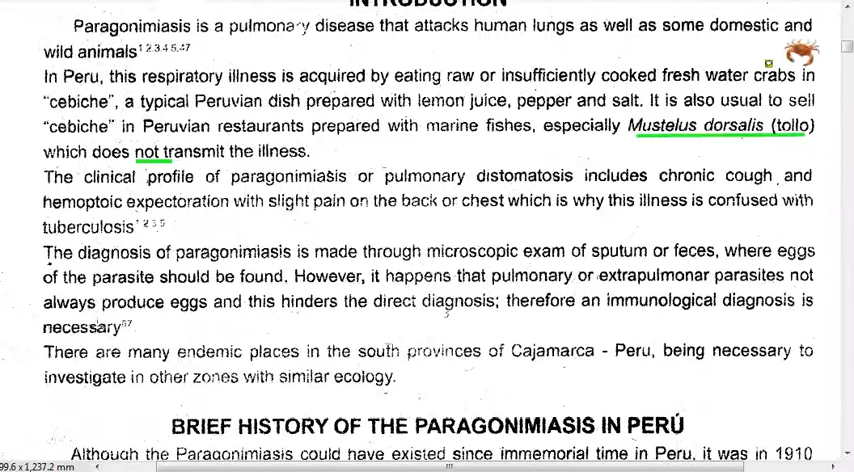 INTRODUCTION
Paragonimiasis is a pulmonary disease that attacks human lungs as well as some domestic and
wild animals
In Peru, this respiratory illness is acquired by eating raw or insufficiently cooked fresh water crabs in
"cebiche", a typical Peruvian dish prepared with lemon juice, pepper and salt. It is also usual to sell
"cebiche" in Peruvian restaurants prepared with marine fishes, especially Mustelus dorsalis (tollo)
which does not transmit the illness.
The clinical profile of paragonimiasis or pulmonary distomatosis includes chronic cough and
hemoptoic expectoration with slight pain on the back or chest which is why this illness is confused with
tuberculosis
The diagnosis of paragonimiasis is made through microscopic exam of sputum or feces, where eggs
of the parasite should be found. However, it happens that pulmonary or extrapulmonar parasites not
always produce eggs and this hinders the direct diagnosis; therefore an immunological diagnosis is
necessary
There are many endemic places in the south provinces of Cajamarca - Peru, being necessary to
investigate in other zones with similar ecology.
BRIEF HISTORY OF THE PARAGONIMIASIS IN PERÚ
Although the Paragonimiasis could have existed since immemorial time in Peru, it was in 1910
99.6 x 1,237.2 mm